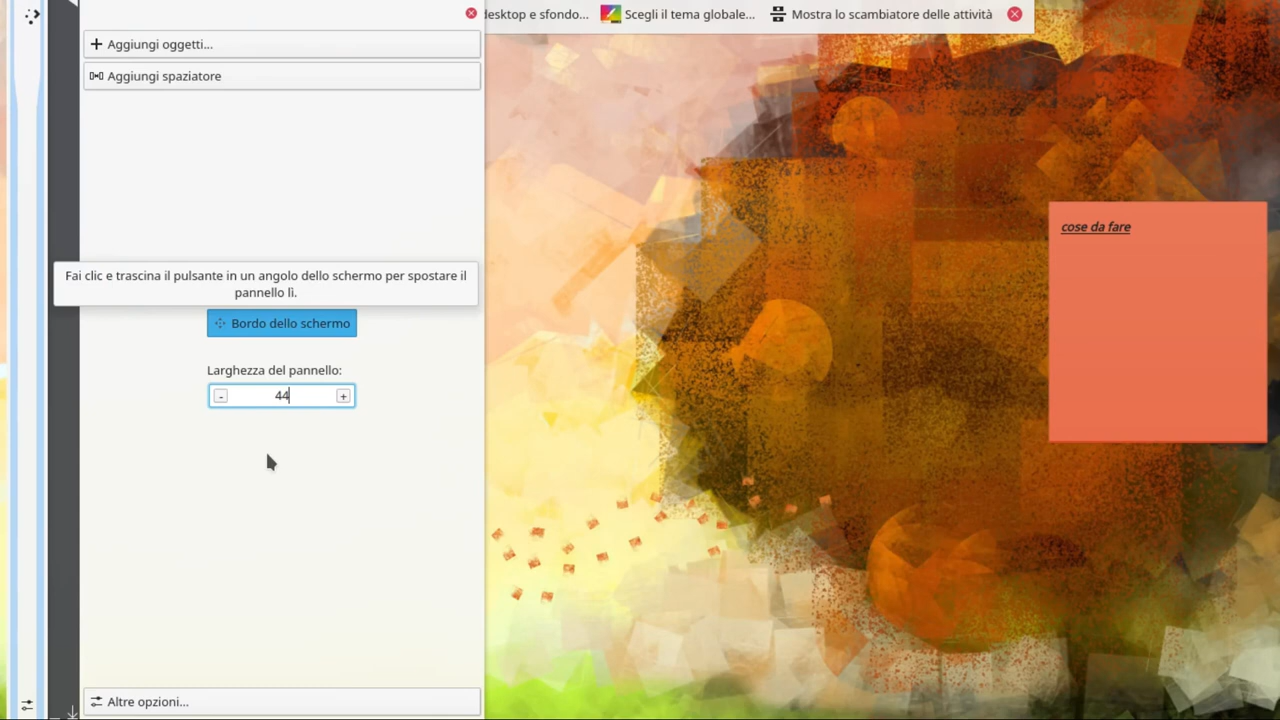 desktop e sfondo...
Scegli il tema globale...
Mostra lo scambiatore delle attività
Aggiungi oggetti...
Aggiungi spaziatore
cose da fare
Fai clic e trascina il pulsante in un angolo dello schermo per spostare il
pannello lì.
Bordo dello schermo
Larghezza del pannello:
- 44 +
Altre opzioni...